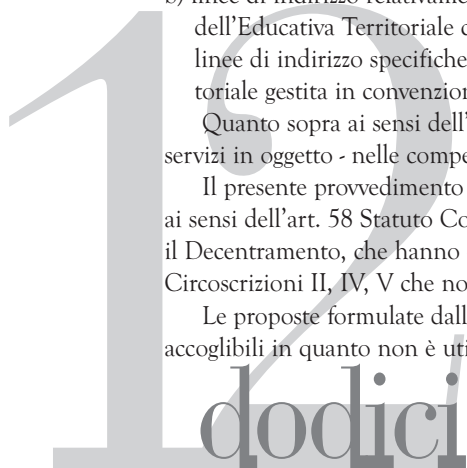 b) linee di indirizzo relativame
dell'Educativa Territoriale d
linee di indirizzo specifiche
toriale gestita in convenzion
Quanto sopra ai sensi dell'
servizi in oggetto - nelle compe
Il presente provvedimento
ai sensi dell'art. 58 Statuto Co
il Decentramento, che hanno
Circoscrizioni II, IV, V che no
Le proposte formulate dall
accoglibili in quanto non è uti
12
dodici